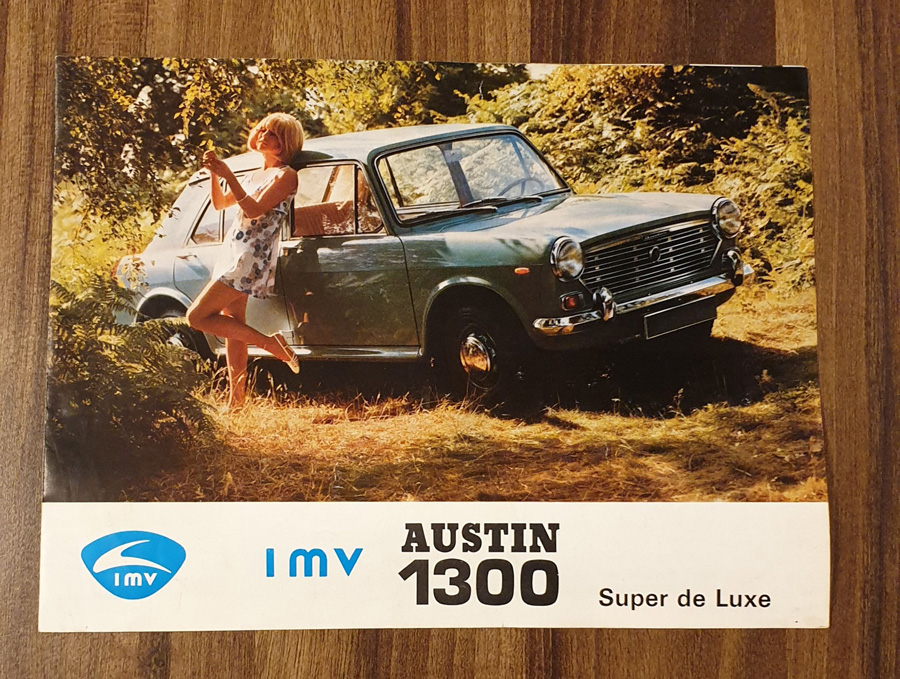 IMV
IMV
AUSTIN
1300
Super de Luxe